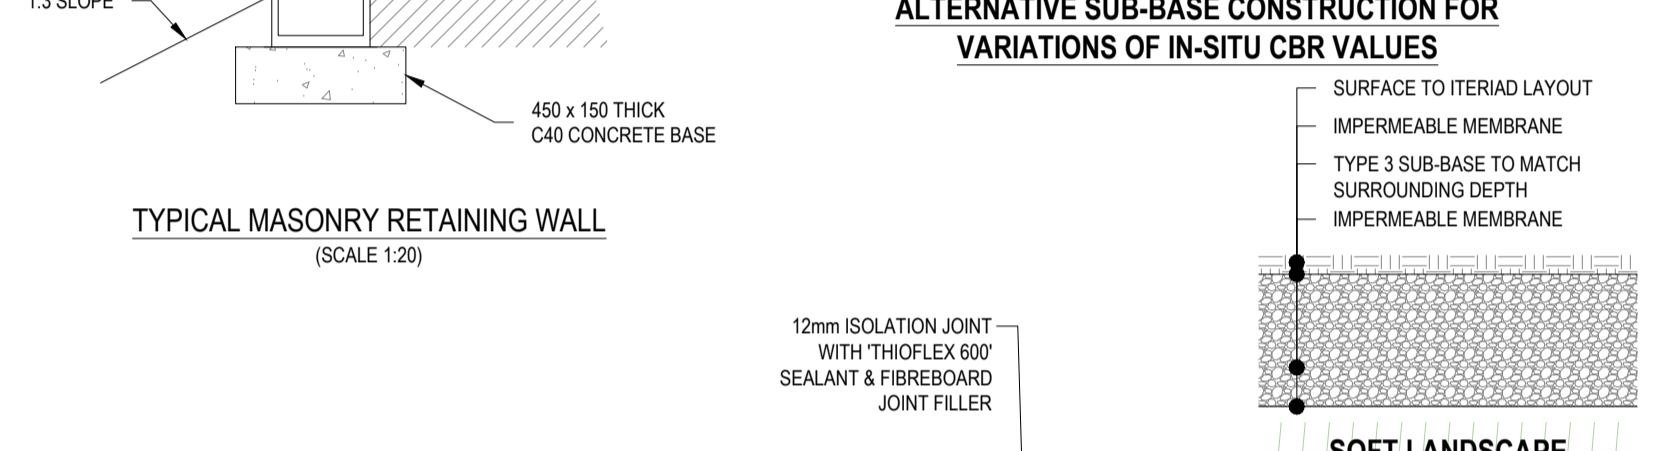 1:3 SLOPE
450 x 150 THICK
C40 CONCRETE BASE
TYPICAL MASONRY RETAINING WALL
(SCALE 1:20)
ALTERNATIVE SUB-BASE CONSTRUCTION FOR
VARIATIONS OF IN-SITU CBR VALUES
SURFACE TO ITERIAD LAYOUT
IMPERMEABLE MEMBRANE
TYPE 3 SUB-BASE TO MATCH
SURROUNDING DEPTH
IMPERMEABLE MEMBRANE
12mm ISOLATION JOINT
WITH 'THIOFLEX 600'
SEALANT & FIBREBOARD
JOINT FILLER
SOFT LANDSCAPE